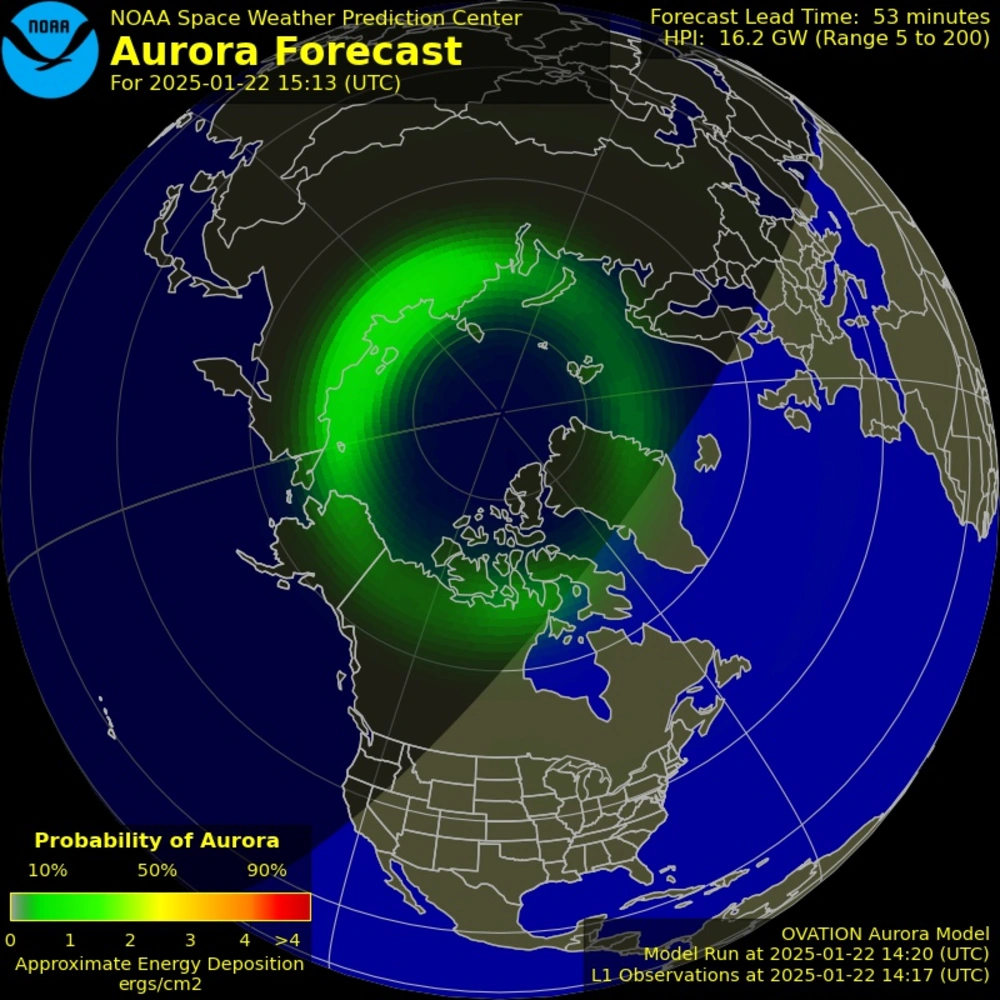 NOAA
NOAA Space Weather Prediction Center
Aurora Forecast
For 2025-01-22 15:13 (UTC)
Forecast Lead Time: 53 minutes
HPI: 16.2 GW (Range 5 to 200)
Probability of Aurora
10% 50% 90%
0 1 2 3 4 >4
Approximate Energy Deposition
ergs/cm2
OVATION Aurora Model
Model Run at 2025-01-22 14:20 (UTC)
L1 Observations at 2025-01-22 14:17 (UTC)